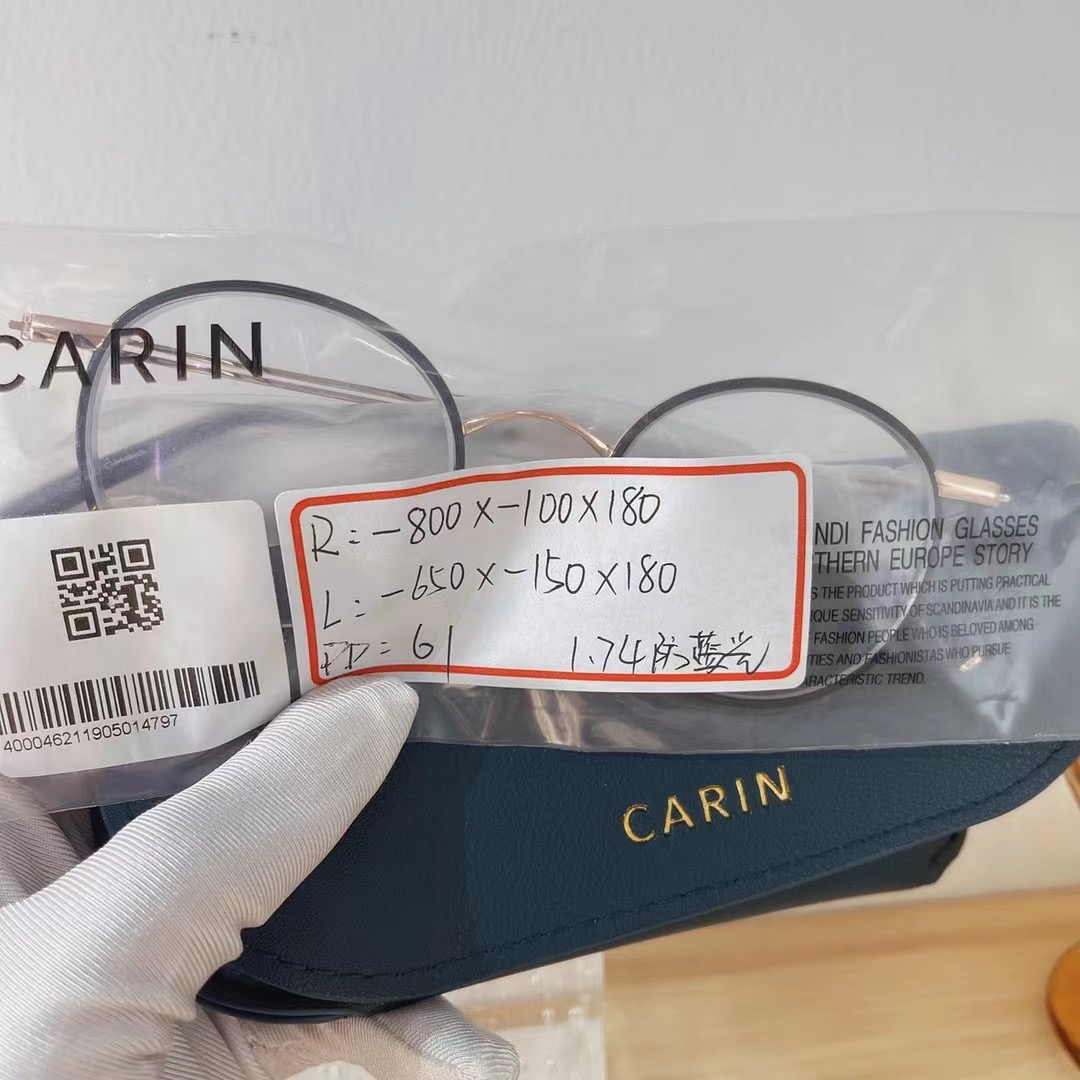 CARIN
R:-800×-100×180
L:-650×-150×180
PD:61 1.74防蓝光
400046211905014797
NDI FASHION GLASSES
THERN EUROPE STORY
S THE PRODUCT WHICH IS PUTTING PRACTICAL
QUE SENSITIVITY OF SCANDINAVIA AND IT IS THE
FASHION PEOPLE WHO IS BELOVED AMONG
TIES AND FASHIONISTAS WHO PURSUE
ARACTERISTIC TREND.
CARIN